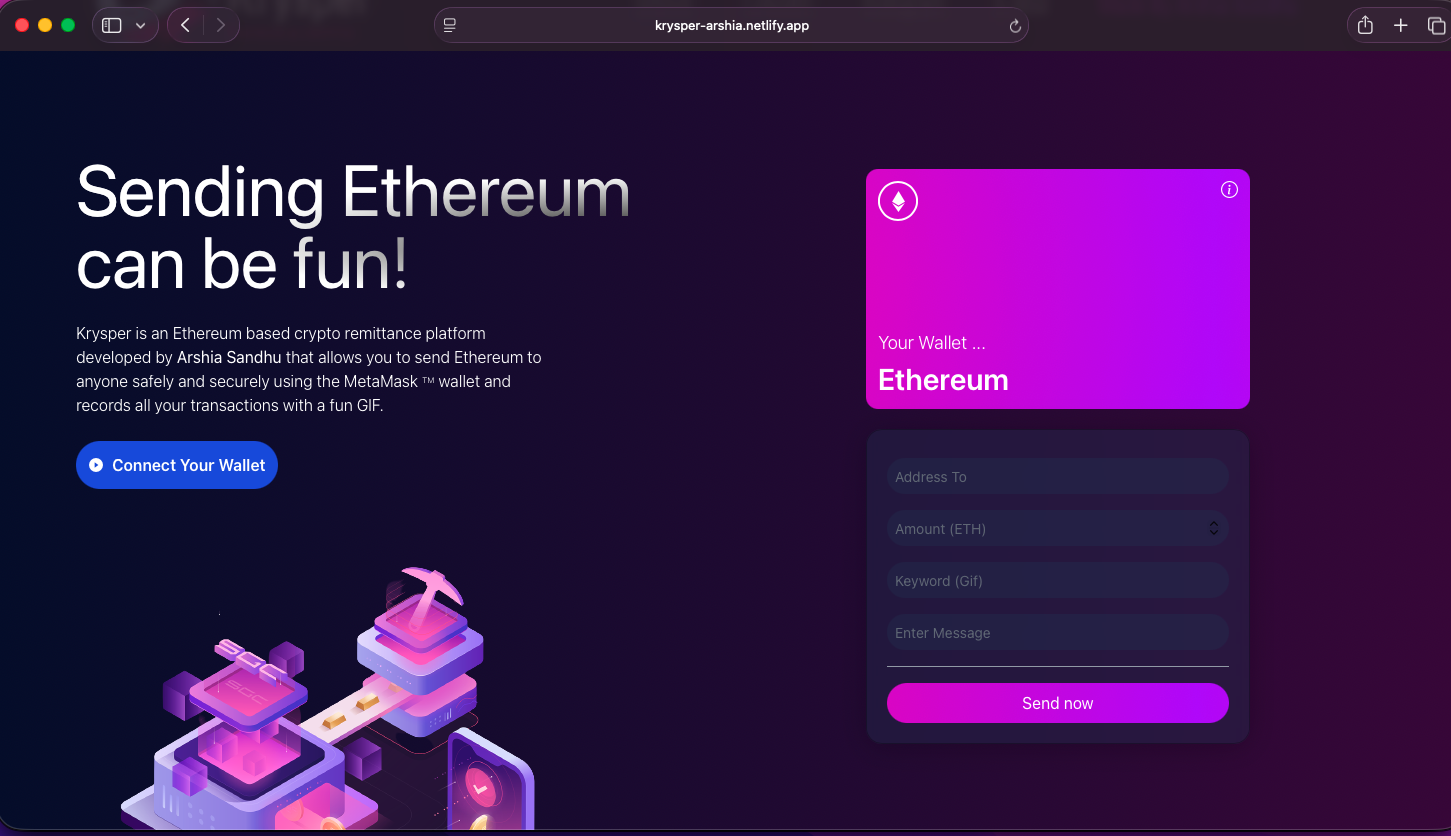 krysper-arshia.netlify.app
Sending Ethereum
can be fun!
Krysper is an Ethereum based crypto remittance platform
developed by Arshia Sandhu that allows you to send Ethereum to
anyone safely and securely using the MetaMask ™ wallet and
records all your transactions with a fun GIF.
Connect Your Wallet
SGC
SGC
Your Wallet ...
Ethereum
Address To
Amount (ETH)
Keyword (Gif)
Enter Message
Send now